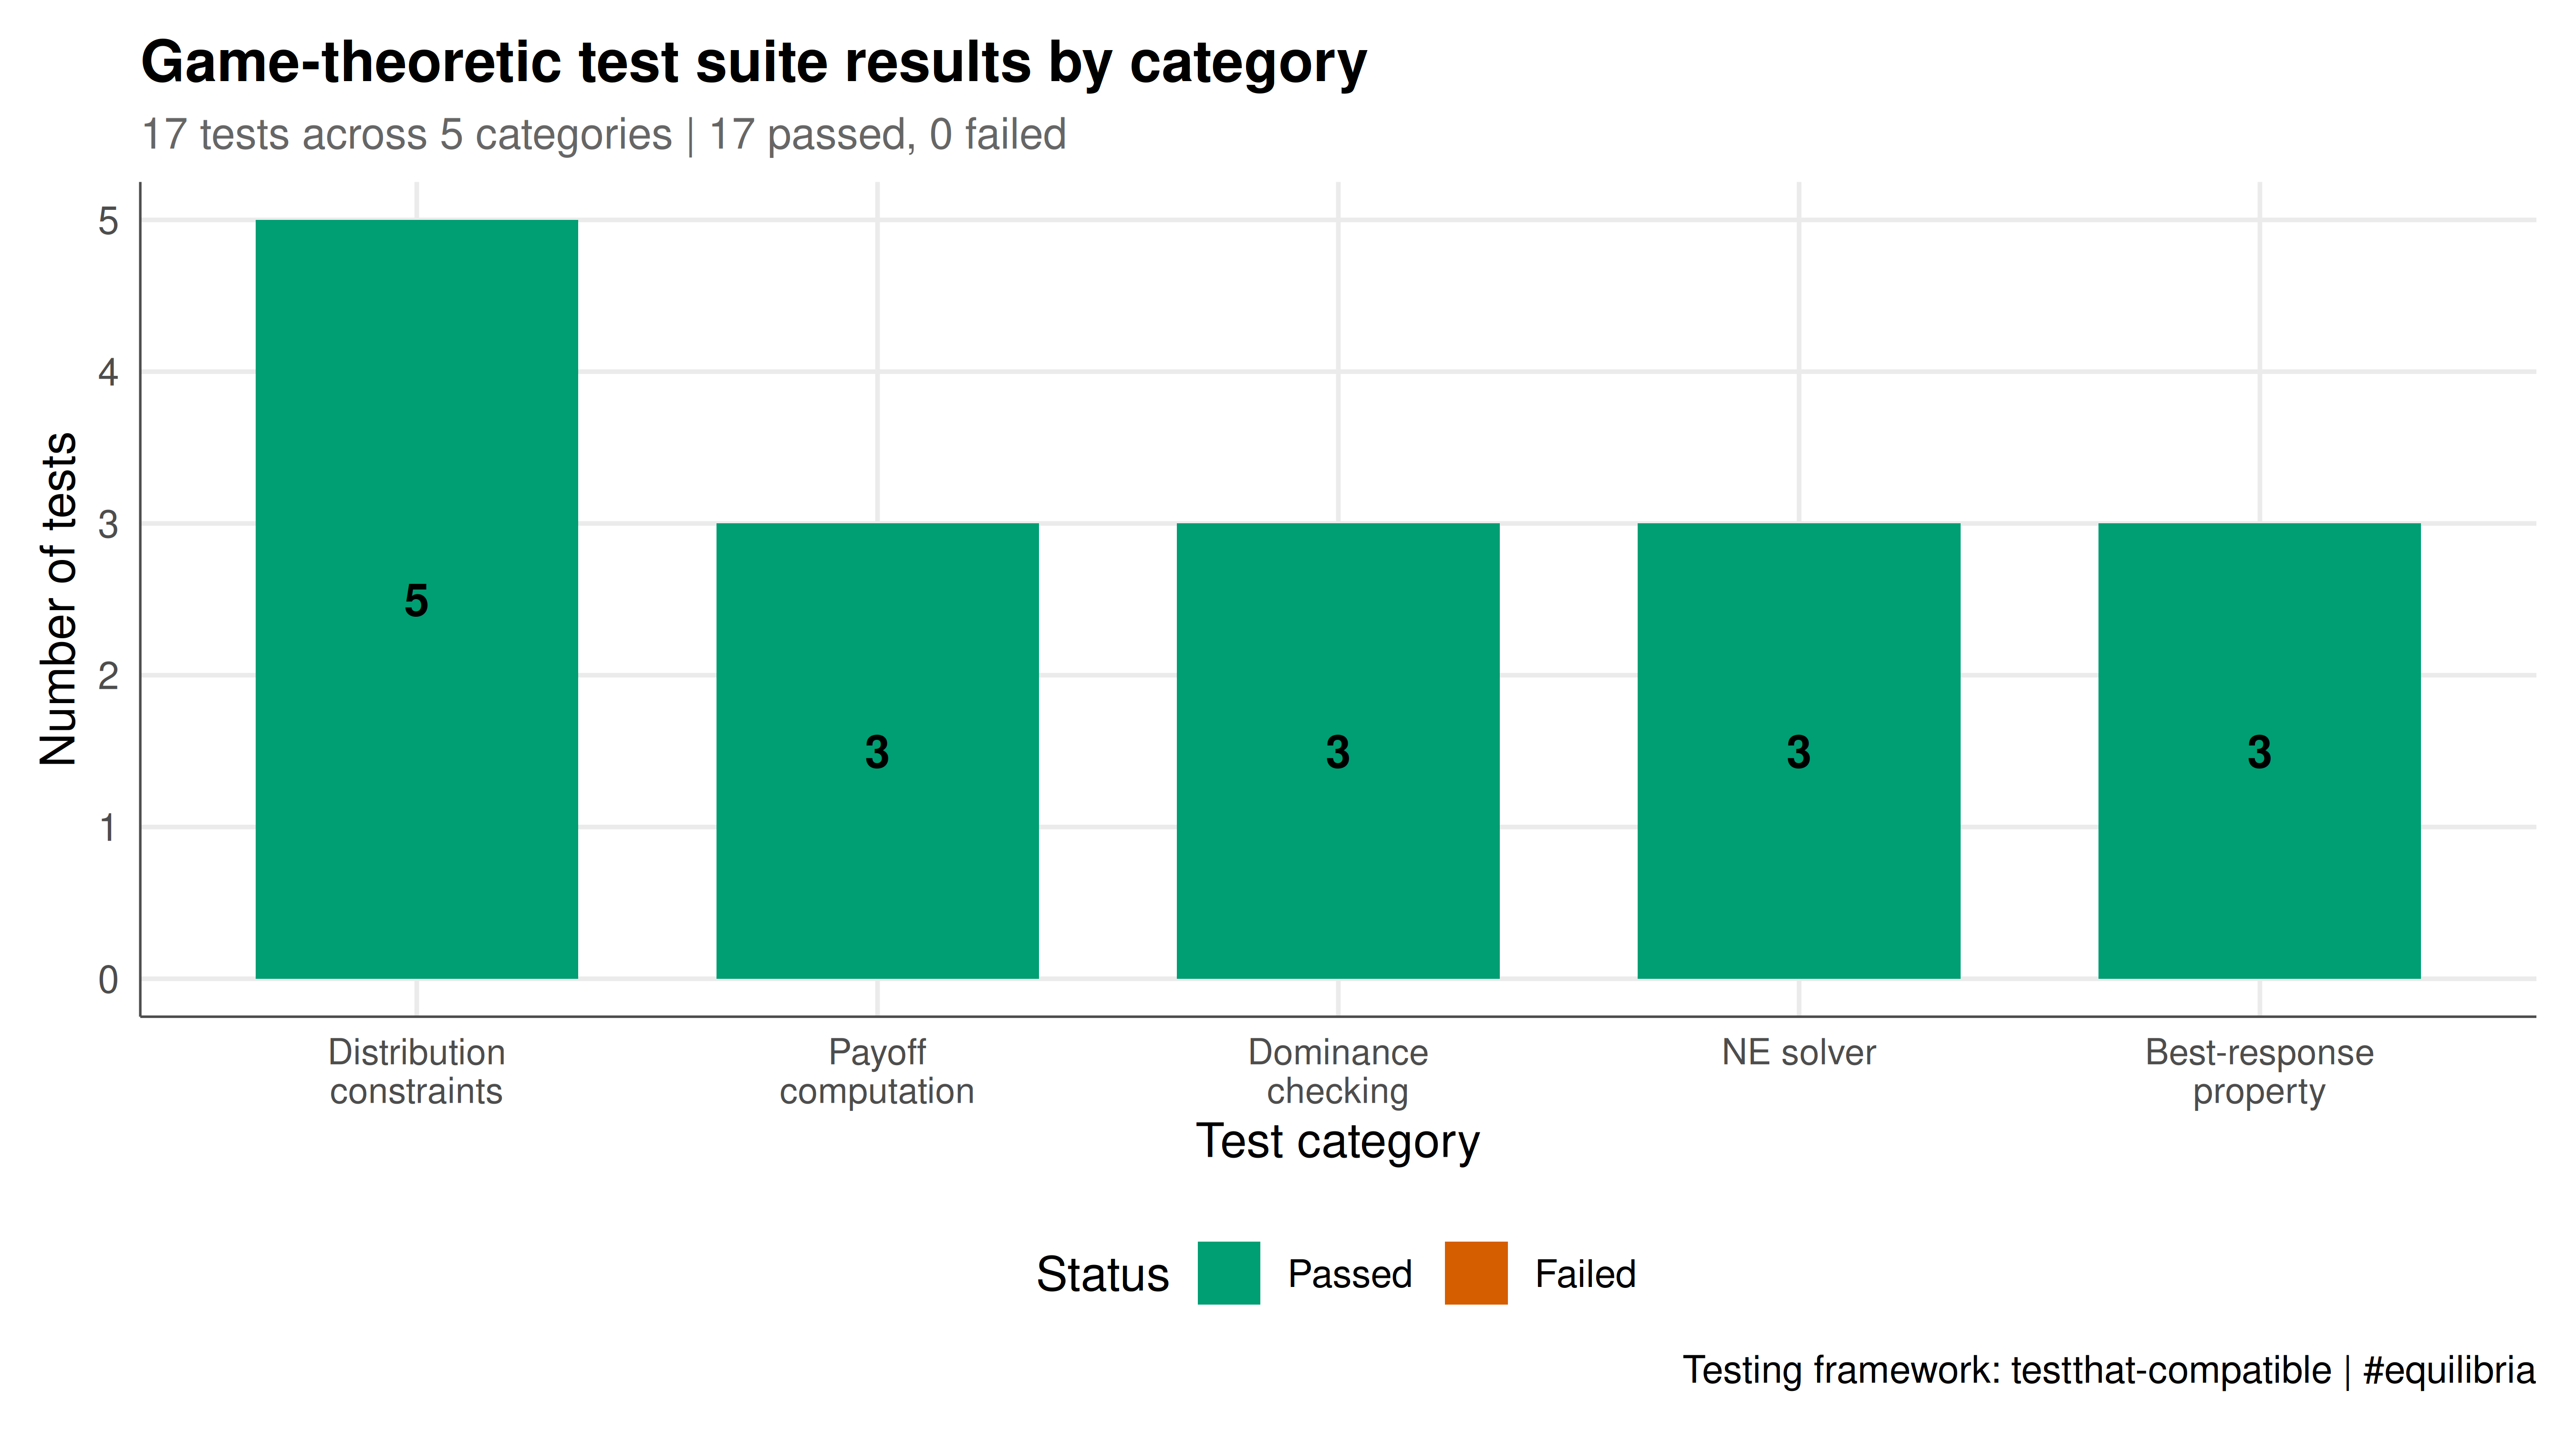 Game-theoretic test suite results by category
17 tests across 5 categories | 17 passed, 0 failed
Number of tests
5
4
3
2
1
0
5
3
3
3
3
Distribution
constraints
Payoff
computation
Dominance
checking
NE solver
Best-response
property
Test category
Status
Passed
Failed
Testing framework: testthat-compatible | #equilibria